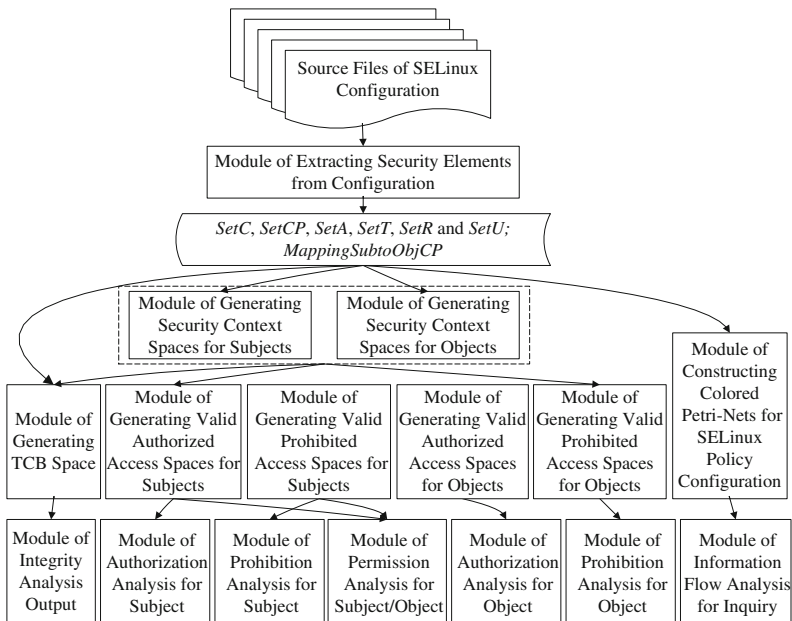 Source Files of SELinux
Configuration
Module of Extracting Security Elements
from Configuration
SetC, SetCP, SetA, SetT, SetR and SetU;
MappingSubtoObjCP
Module of Generating
Security Context
Spaces for Subjects
Module of Generating
Security Context
Spaces for Objects
Module of
Generating
TCB Space
Module of
Generating Valid
Authorized
Access Spaces for
Subjects
Module of
Generating Valid
Prohibited
Access Spaces for
Subjects
Module of
Generating Valid
Authorized
Access Spaces
for Objects
Module of
Generating Valid
Prohibited
Access Spaces
for Objects
Module of
Constructing
Colored
Petri-Nets for
SELinux
Policy
Configuration
Module of
Integrity
Analysis
Output
Module of
Authorization
Analysis for
Subject
Module of
Prohibition
Analysis for
Subject
Module of
Permission
Analysis for
Subject/Object
Module of
Authorization
Analysis for
Object
Module of
Prohibition
Analysis for
Object
Module of
Information
Flow Analysis
for Inquiry